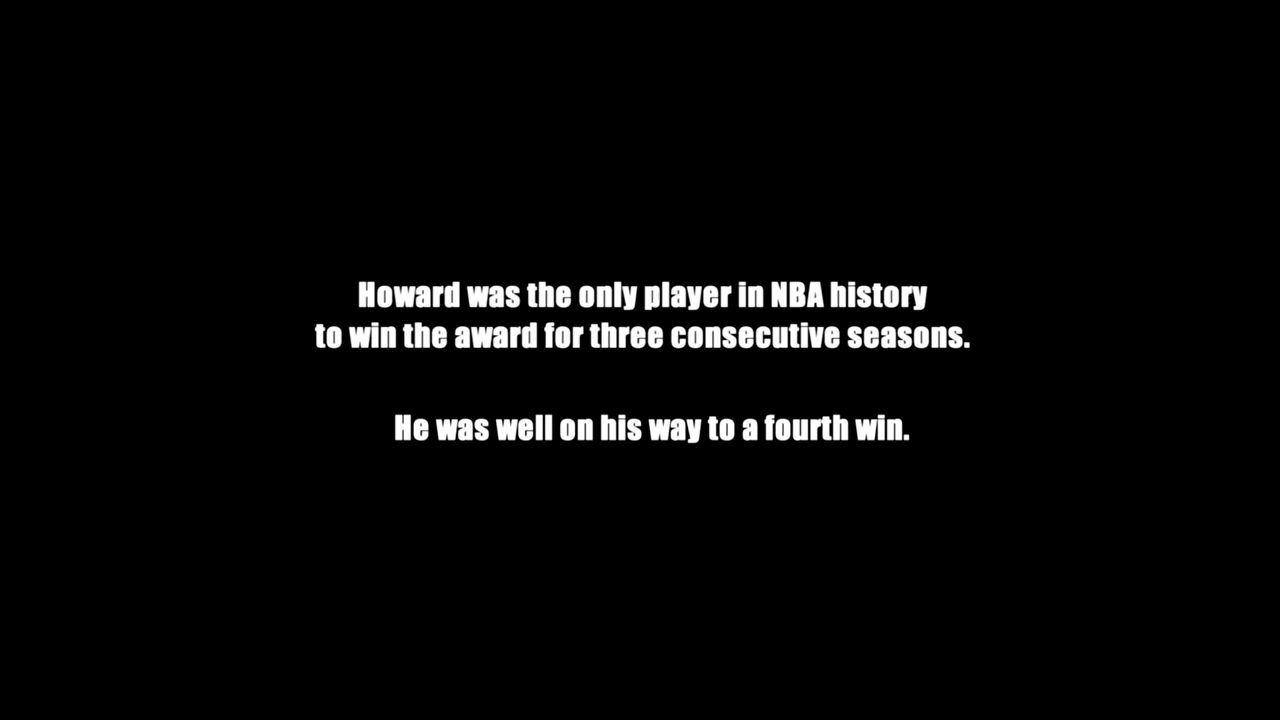 Howard was the only player in NBA history
to win the award for three consecutive seasons.
He was well on his way to a fourth win.